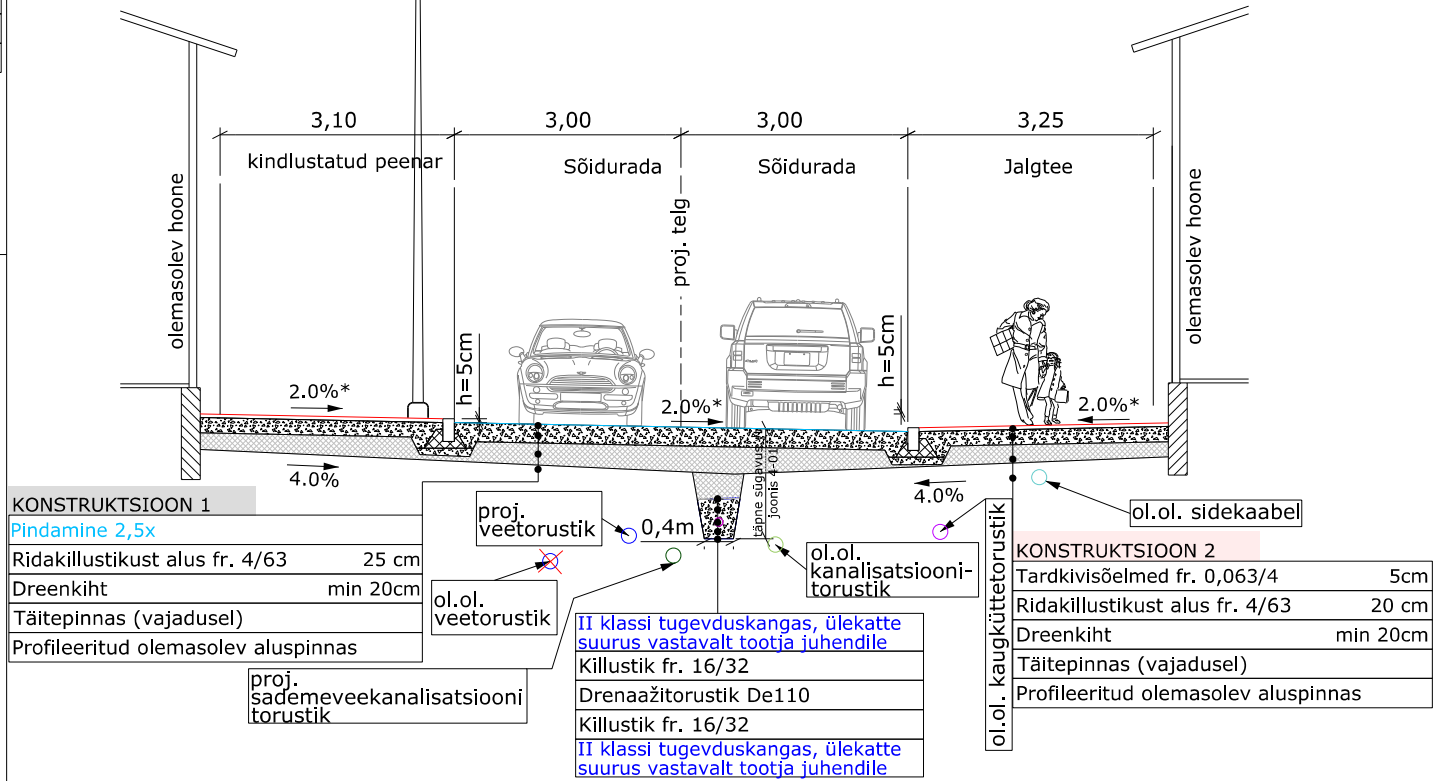 3,10
3,00
3,00
3,25
kindlustatud peenar
Sõidurada
Sõidurada
Jalgtee
olemasolev hoone
proj. telg
olemasolev hoone
h=5cm
h=5cm
2.0%*
2.0%*
2.0%*
4.0%
4.0%
täpne sügavus
joonis 4-01
KONSTRUKTSIOON 1
Pindamine 2,5x
Ridakillustikust alus fr. 4/63 25 cm
Dreenkiht min 20cm
Täitepinnas (vajadusel)
Profileeritud olemasolev aluspinnas
proj.
veetorustik
0,4m
ol.ol.
veetorustik
proj.
sademeveekanalisatsiooni
torustik
ol.ol.
kanalisatsiooni-
torustik
ol.ol. kaugküttetorustik
ol.ol. sidekaabel
II klassi tugevduskangas, ülekatte
suurus vastavalt tootja juhendile
Killustik fr. 16/32
Drenaažitorustik De110
Killustik fr. 16/32
II klassi tugevduskangas, ülekatte
suurus vastavalt tootja juhendile
KONSTRUKTSIOON 2
Tardkivisõelmed fr. 0,063/4 5cm
Ridakillustikust alus fr. 4/63 20 cm
Dreenkiht min 20cm
Täitepinnas (vajadusel)
Profileeritud olemasolev aluspinnas